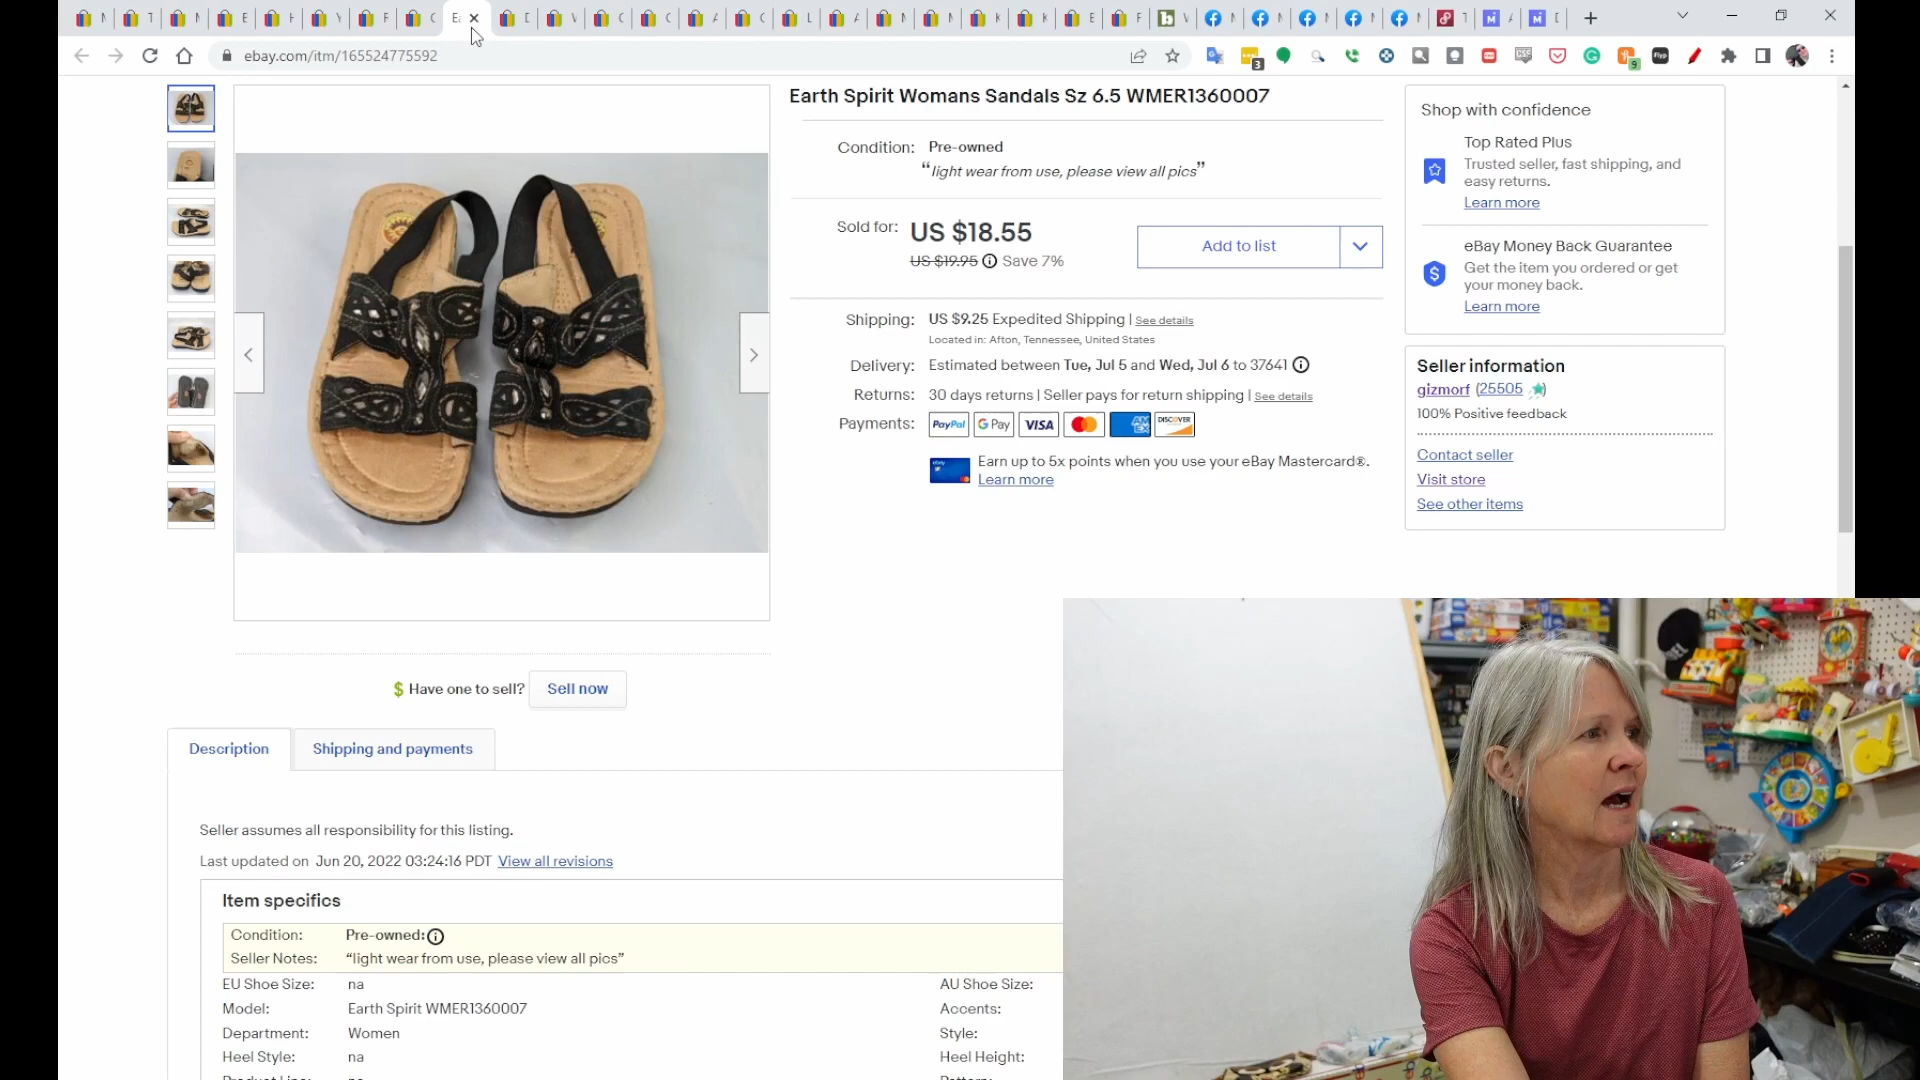 ebay.com/itm/165524775592
3
9
Earth Spirit Womans Sandals Sz 6.5 WMER1360007
Condition: Pre-owned
“light wear from use, please view all pics”
Sold for: US $18.55
US $19.95 Save 7%
Add to list
Shipping: US $9.25 Expedited Shipping | See details
Located in: Afton, Tennessee, United States
Delivery: Estimated between Tue, Jul 5 and Wed, Jul 6 to 37641
Returns: 30 days returns | Seller pays for return shipping | See details
Payments: PayPal G Pay VISA AM EX DISCOVER
Earn up to 5x points when you use your eBay Mastercard®.
Learn more
Shop with confidence
Top Rated Plus
Trusted seller, fast shipping, and
easy returns.
Learn more
eBay Money Back Guarantee
Get the item you ordered or get
your money back.
Learn more
Seller information
gizmorf (25505)
100% Positive feedback
Contact seller
Visit store
See other items
$ Have one to sell? Sell now
Description Shipping and payments
Seller assumes all responsibility for this listing.
Last updated on Jun 20, 2022 03:24:16 PDT View all revisions
Item specifics
Condition: Pre-owned:
Seller Notes: “light wear from use, please view all pics”
EU Shoe Size: na AU Shoe Size:
Model: Earth Spirit WMER1360007 Accents:
Department: Women Style:
Heel Style: na Heel Height: